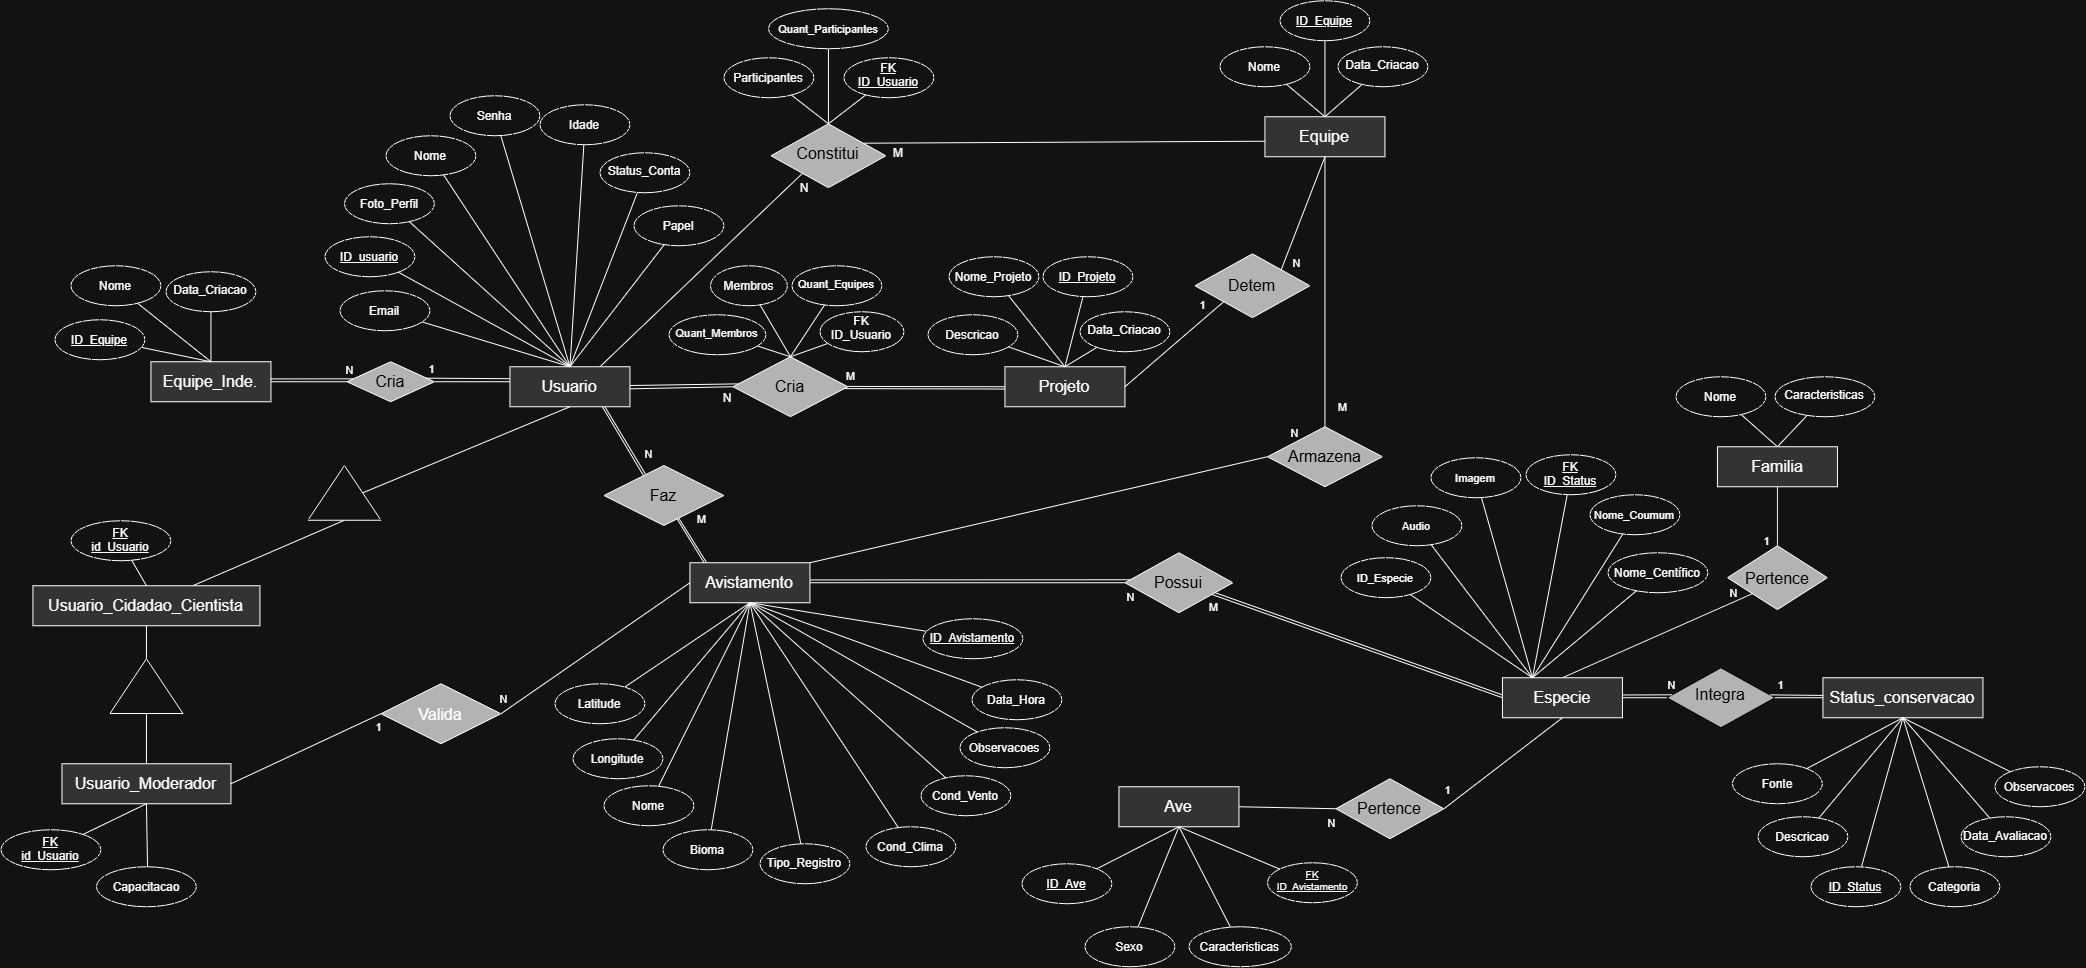 Quant_Participantes
Participantes
FK
ID_Usuario
Constitui
N
M
ID_Equipe
Nome
Data_Criacao
Equipe
Senha
Idade
Nome
Status_Conta
Foto_Perfil
Papel
ID_usuario
Email
Usuario
Nome
Data_Criacao
ID_Equipe
Equipe_Inde.
N
Cria
1
Membros
Quant_Equipes
Quant_Membros
FK
ID_Usuario
Cria
N
M
Nome_Projeto
ID_Projeto
Descricao
Data_Criacao
Projeto
Detem
N
1
M
N
Armazena
N
Faz
M
FK
id_Usuario
Usuario_Cidadao_Cientista
Usuario_Moderador
FK
id_Usuario
Capacitacao
Valida
1
N
Avistamento
ID_Avistamento
Data_Hora
Observacoes
Cond_Vento
Cond_Clima
Tipo_Registro
Bioma
Nome
Longitude
Latitude
Possui
N
M
Imagem
FK
ID_Status
Audio
Nome_Coumum
ID_Especie
Nome_Centífico
Especie
Nome
Caracteristicas
Familia
1
Pertence
N
N
Integra
1
Status_conservacao
Fonte
Observacoes
Descricao
Data_Avaliacao
ID_Status
Categoria
Ave
N
Pertence
1
ID_Ave
FK
ID_Avistamento
Sexo
Caracteristicas